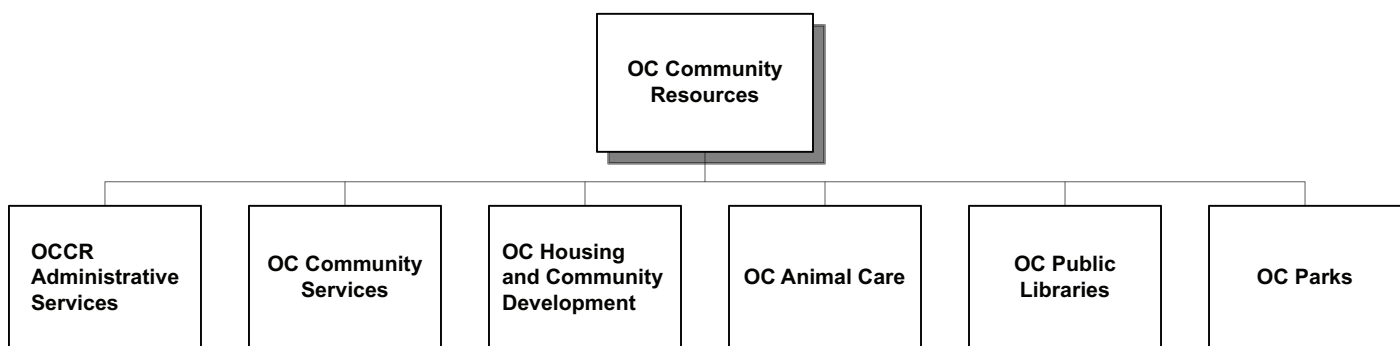 OC Community
Resources
OCCR
Administrative
Services
OC Community
Services
OC Housing
and Community
Development
OC Animal Care
OC Public
Libraries
OC Parks